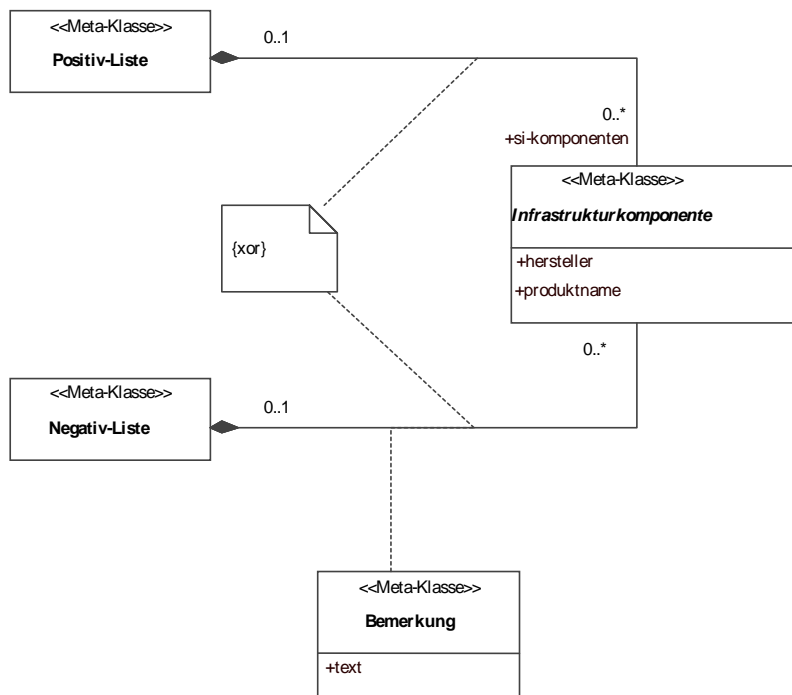 <<Meta-Klasse>>
Positiv-Liste
0..1
0..*
+si-komponenten
<<Meta-Klasse>>
Infrastrukturkomponente
+hersteller
+produktname
{xor}
0..*
<<Meta-Klasse>>
Negativ-Liste
0..1
<<Meta-Klasse>>
Bemerkung
+text